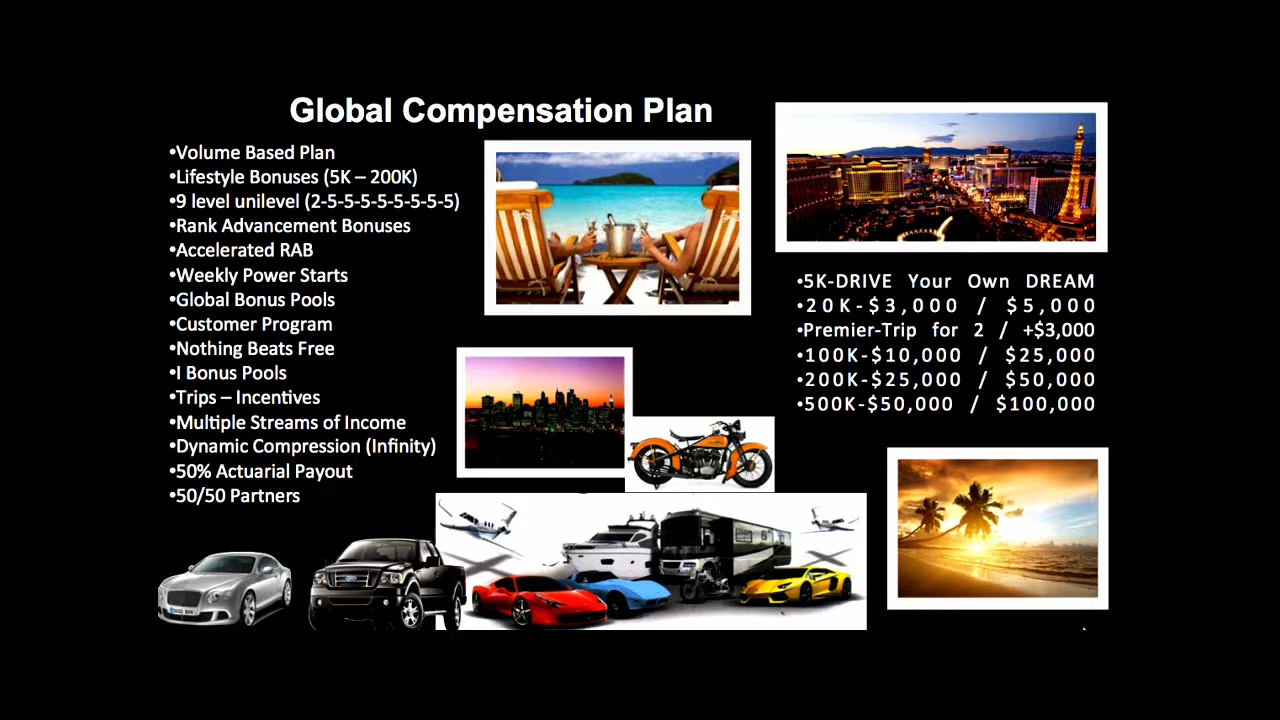 Global Compensation Plan
•Volume Based Plan
•Lifestyle Bonuses (5K – 200K)
•9 level unilevel (2-5-5-5-5-5-5-5-5)
•Rank Advancement Bonuses
•Accelerated RAB
•Weekly Power Starts
•Global Bonus Pools
•Customer Program
•Nothing Beats Free
•I Bonus Pools
•Trips – Incentives
•Multiple Streams of Income
•Dynamic Compression (Infinity)
•50% Actuarial Payout
•50/50 Partners
•5K-DRIVE Your Own DREAM
•20K-$3,000 / $5,000
•Premier-Trip for 2 / +$3,000
•100K-$10,000 / $25,000
•200K-$25,000 / $50,000
•500K-$50,000 / $100,000